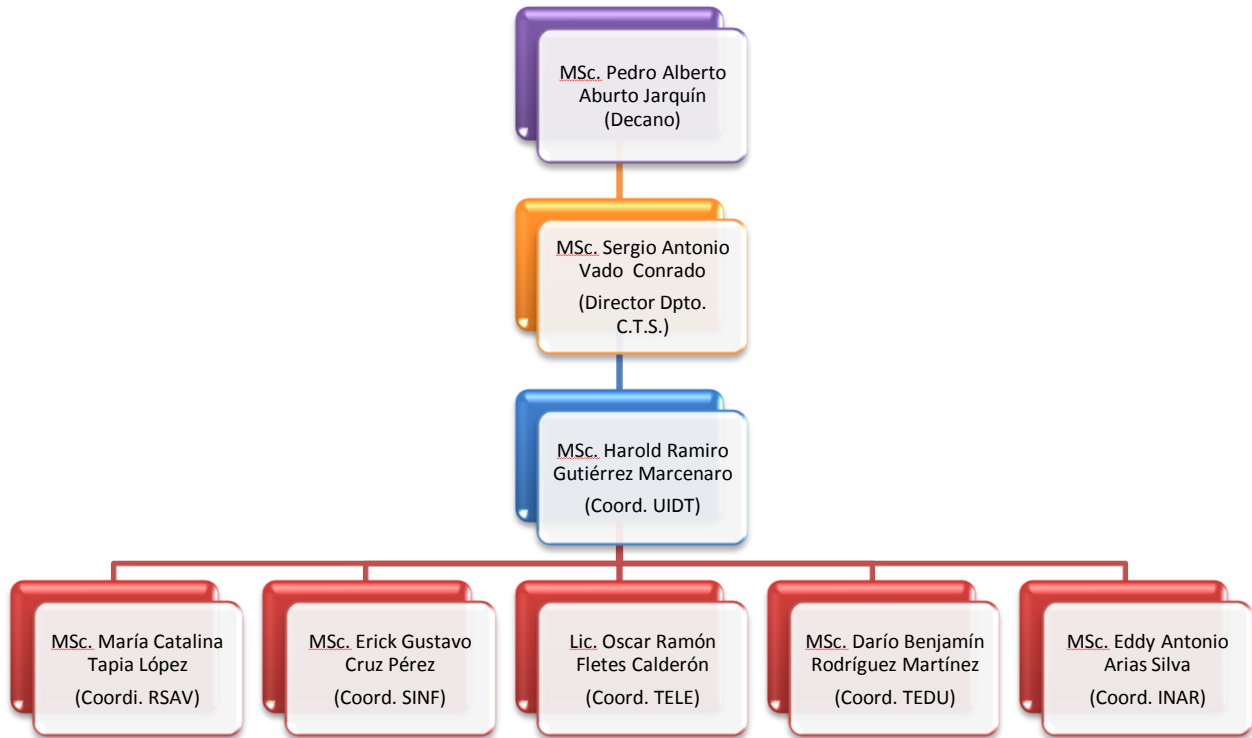 MSc. Pedro Alberto
Aburto Jarquín
(Decano)
MSc. Sergio Antonio
Vado  Conrado
(Director Dpto.
C.T.S.)
MSc. Harold Ramiro
Gutiérrez Marcenaro
(Coord. UIDT)
MSc. María Catalina
Tapia López
(Coordi. RSAV)
MSc. Erick Gustavo
Cruz Pérez
(Coord. SINF)
Lic. Oscar Ramón
Fletes Calderón
(Coord. TELE)
MSc. Darío Benjamín
Rodríguez Martínez
(Coord. TEDU)
MSc. Eddy Antonio
Arias Silva
(Coord. INAR)